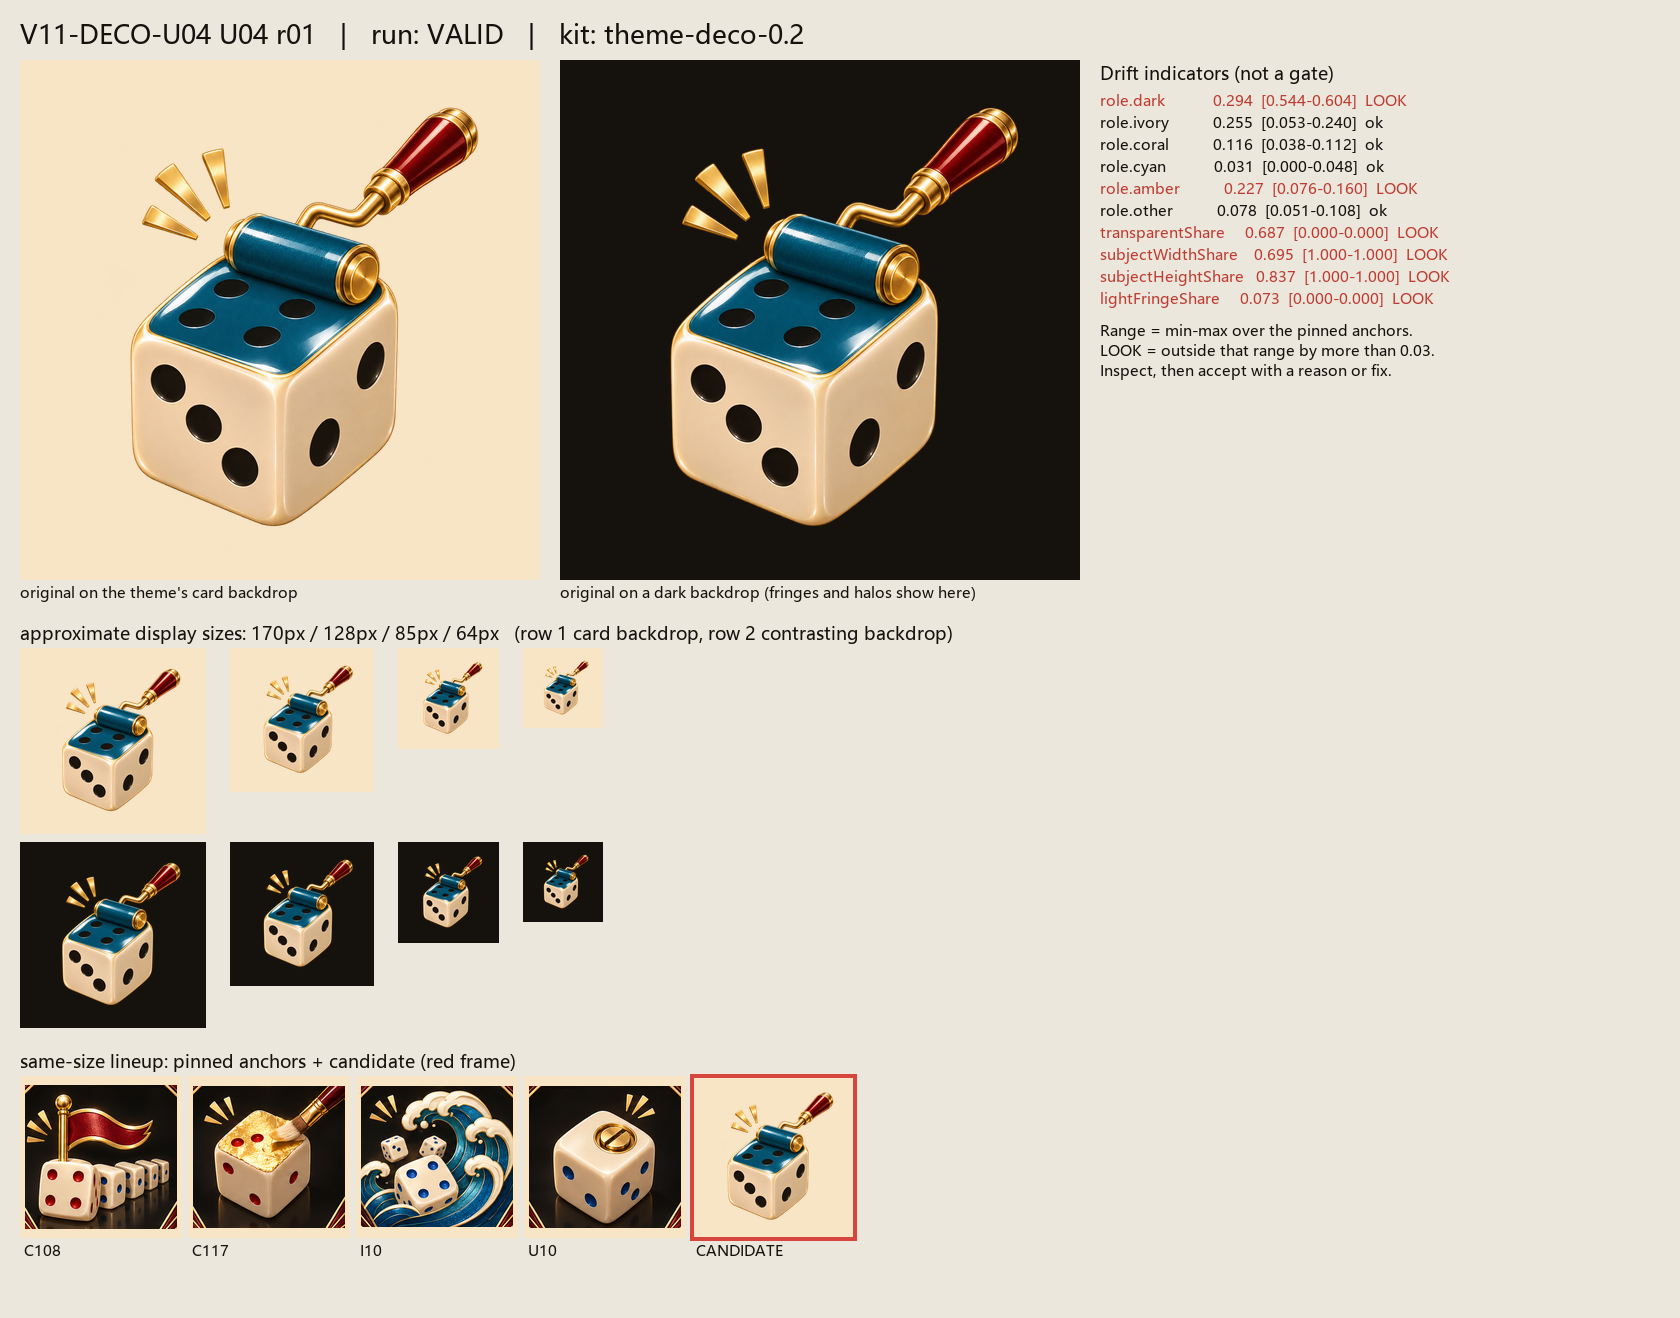 V11-DECO-U04 U04 r01 | run: VALID | kit: theme-deco-0.2
Drift indicators (not a gate)
role.dark 0.294 [0.544-0.604] LOOK
role.ivory 0.255 [0.053-0.240] ok
role.coral 0.116 [0.038-0.112] ok
role.cyan 0.031 [0.000-0.048] ok
role.amber 0.227 [0.076-0.160] LOOK
role.other 0.078 [0.051-0.108] ok
transparentShare 0.687 [0.000-0.000] LOOK
subjectWidthShare 0.695 [1.000-1.000] LOOK
subjectHeightShare 0.837 [1.000-1.000] LOOK
lightFringeShare 0.073 [0.000-0.000] LOOK
Range = min-max over the pinned anchors.
LOOK = outside that range by more than 0.03.
Inspect, then accept with a reason or fix.
original on the theme's card backdrop
original on a dark backdrop (fringes and halos show here)
approximate display sizes: 170px / 128px / 85px / 64px (row 1 card backdrop, row 2 contrasting backdrop)
same-size lineup: pinned anchors + candidate (red frame)
C108
C117
I10
U10
CANDIDATE